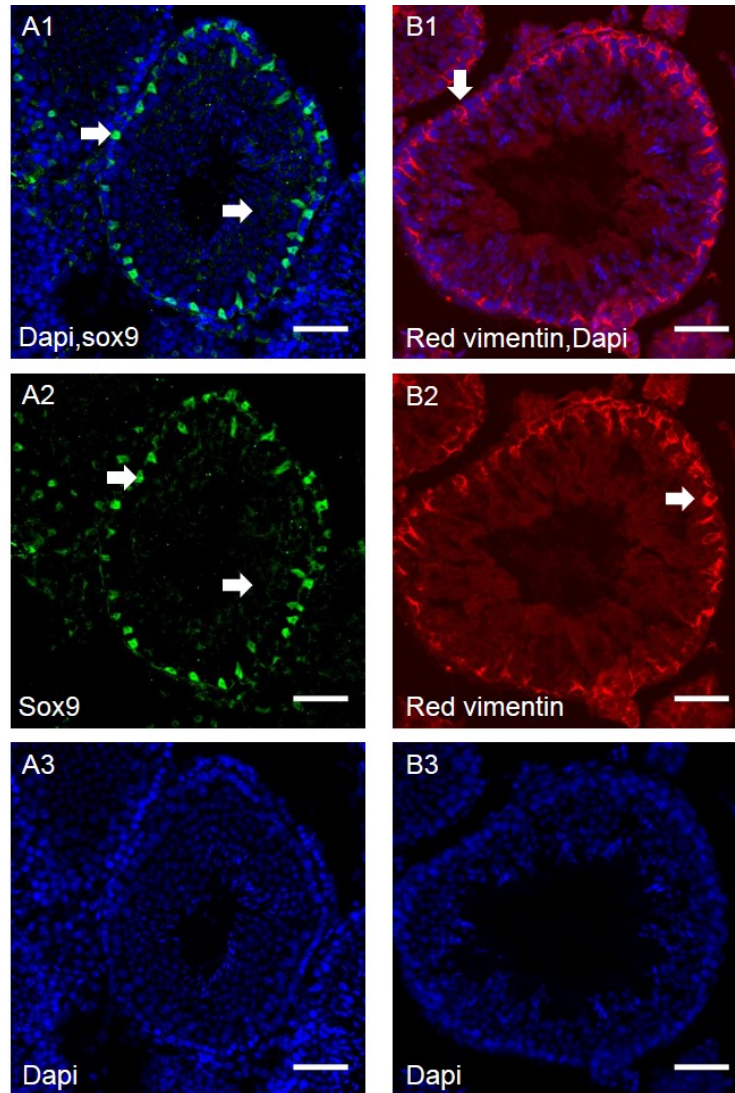 A1
Dapi,sox9
B1
Red vimentin,Dapi
A2
Sox9
B2
Red vimentin
A3
Dapi
B3
Dapi